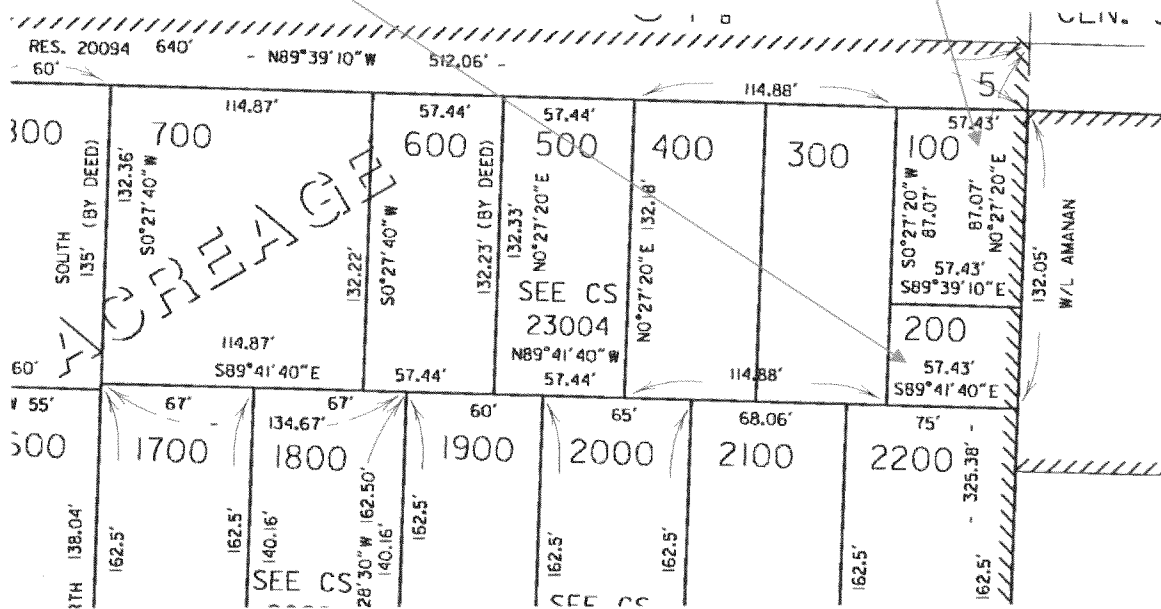 RES. 20094 640' - N89°39'10"W 512.06' -
60'
5
114.87'
57.44'
57.44'
114.88'
57.43'
700
600
500
400
300
100
SOUTH
135' (BY DEED)
132.36'
S0°27'40"W
ACREAGE
132.22'
S0°27'40"W
132.23' (BY DEED)
132.33'
N0°27'20"E
SEE CS
23004
N89°41'40"W
57.44'
N0°27'20"E 132.18'
S0°27'20"W
87.07'
87.07'
N0°27'20"E
57.43'
S89°39'10"E
200
57.43'
S89°41'40"E
132.05'
W/L AMANAN
114.87'
S89°41'40"E
57.44'
114.88'
60'
55'
67'
67'
134.67'
60'
65'
68.06'
75'
1700
1800
1900
2000
2100
2200
138.04'
162.5'
162.5'
140.16'
SEE CS
28'30"W 162.50'
140.16'
162.5'
162.5'
SEE CS
162.5'
162.5'
- 325.38' -
162.5'